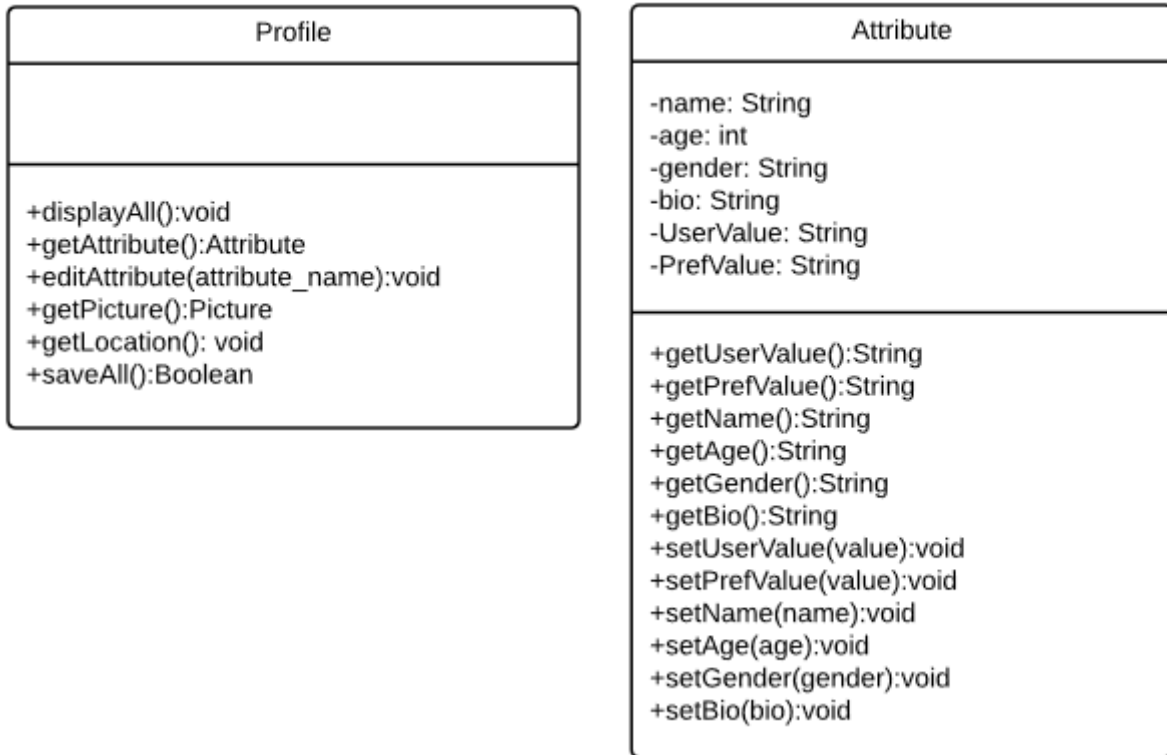 Profile
+displayAll():void
+getAttribute():Attribute
+editAttribute(attribute_name):void
+getPicture():Picture
+getLocation(): void
+saveAll():Boolean
Attribute
-name: String
-age: int
-gender: String
-bio: String
-UserValue: String
-PrefValue: String
+getUserValue():String
+getPrefValue():String
+getName():String
+getAge():String
+getGender():String
+getBio():String
+setUserValue(value):void
+setPrefValue(value):void
+setName(name):void
+setAge(age):void
+setGender(gender):void
+setBio(bio):void